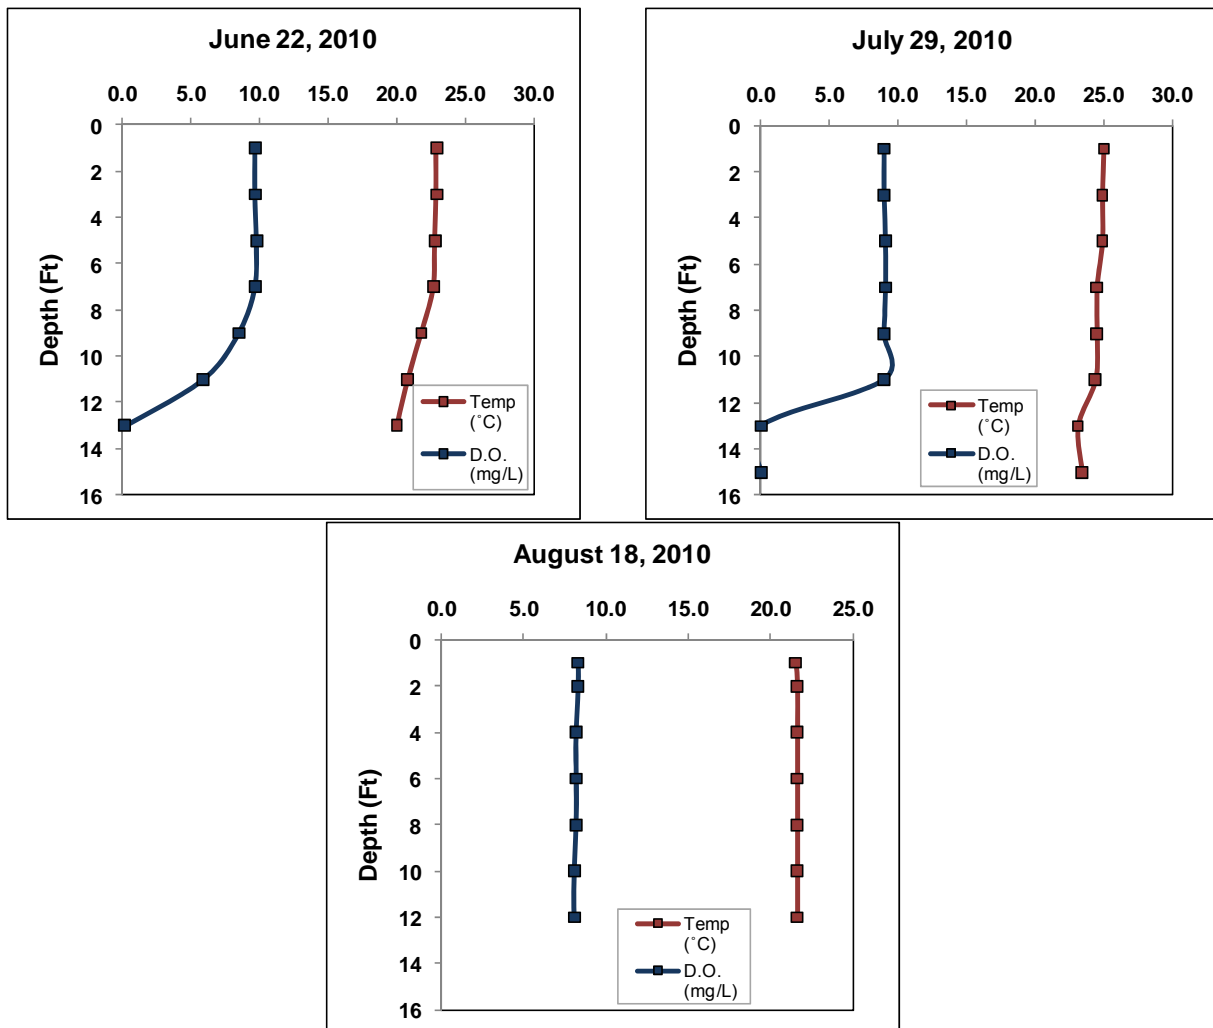 June 22, 2010
0.0 5.0 10.0 15.0 20.0 25.0 30.0
0
2
4
6
8
10
12
14
16
Depth (Ft)
Temp
(˚C)
D.O.
(mg/L)
July 29, 2010
0.0 5.0 10.0 15.0 20.0 25.0 30.0
0
2
4
6
8
10
12
14
16
Depth (Ft)
Temp
(˚C)
D.O.
(mg/L)
August 18, 2010
0.0 5.0 10.0 15.0 20.0 25.0
0
2
4
6
8
10
12
14
16
Depth (Ft)
Temp
(˚C)
D.O.
(mg/L)